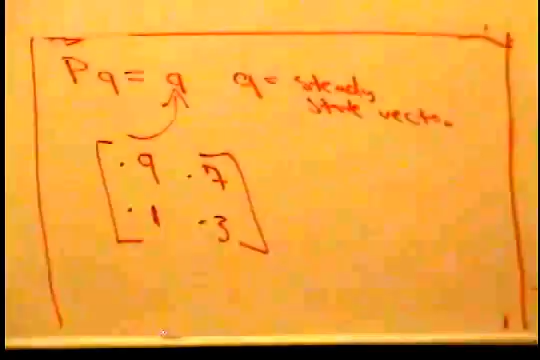 Pq = q q = steady
state vector
.9 .7
.1 .3